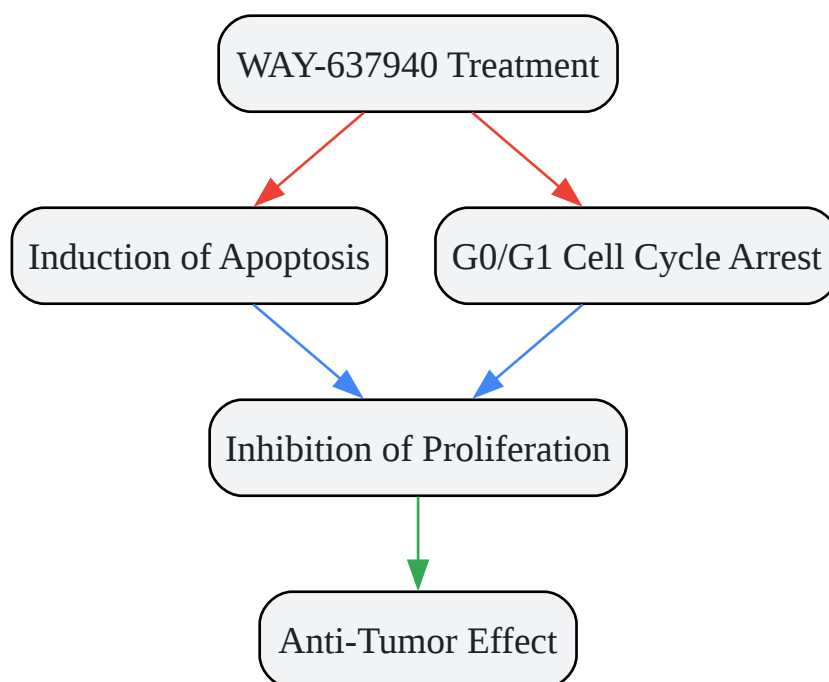 WAY-637940 Treatment
Induction of Apoptosis
G0/G1 Cell Cycle Arrest
Inhibition of Proliferation
Anti-Tumor Effect